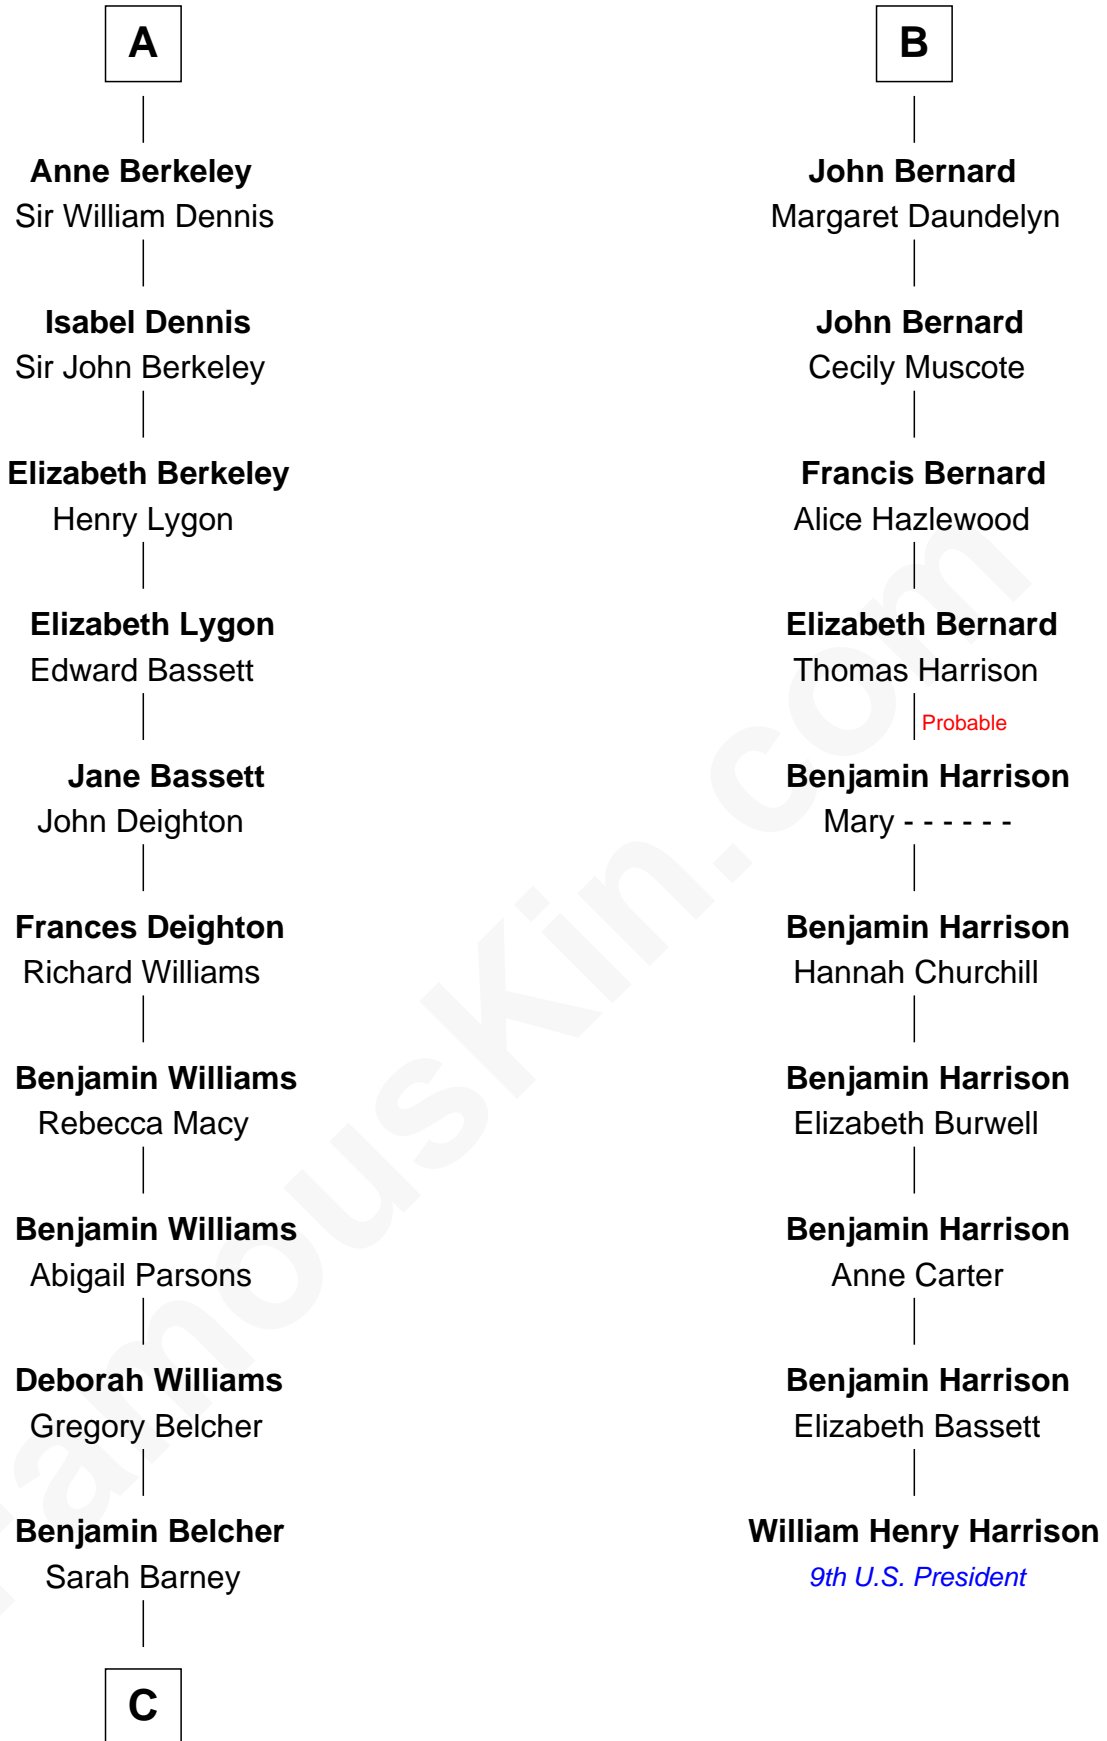 A
Anne Berkeley
Sir William Dennis
Isabel Dennis
Sir John Berkeley
Elizabeth Berkeley
Henry Lygon
Elizabeth Lygon
Edward Bassett
Jane Bassett
John Deighton
Frances Deighton
Richard Williams
Benjamin Williams
Rebecca Macy
Benjamin Williams
Abigail Parsons
Deborah Williams
Gregory Belcher
Benjamin Belcher
Sarah Barney
C
B
John Bernard
Margaret Daundelyn
John Bernard
Cecily Muscote
Francis Bernard
Alice Hazlewood
Elizabeth Bernard
Thomas Harrison
Probable
Benjamin Harrison
Mary - - - - - -
Benjamin Harrison
Hannah Churchill
Benjamin Harrison
Elizabeth Burwell
Benjamin Harrison
Anne Carter
Benjamin Harrison
Elizabeth Bassett
William Henry Harrison
9th U.S. President
FamousKin.com